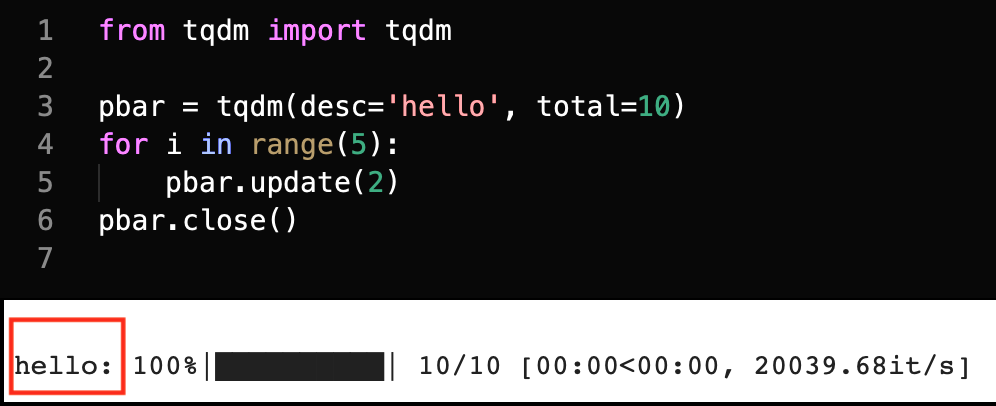 1 from tqdm import tqdm
2
3 pbar = tqdm(desc='hello', total=10)
4 for i in range(5):
5     pbar.update(2)
6 pbar.close()
7
hello: 100%|██████████| 10/10 [00:00<00:00, 20039.68it/s]